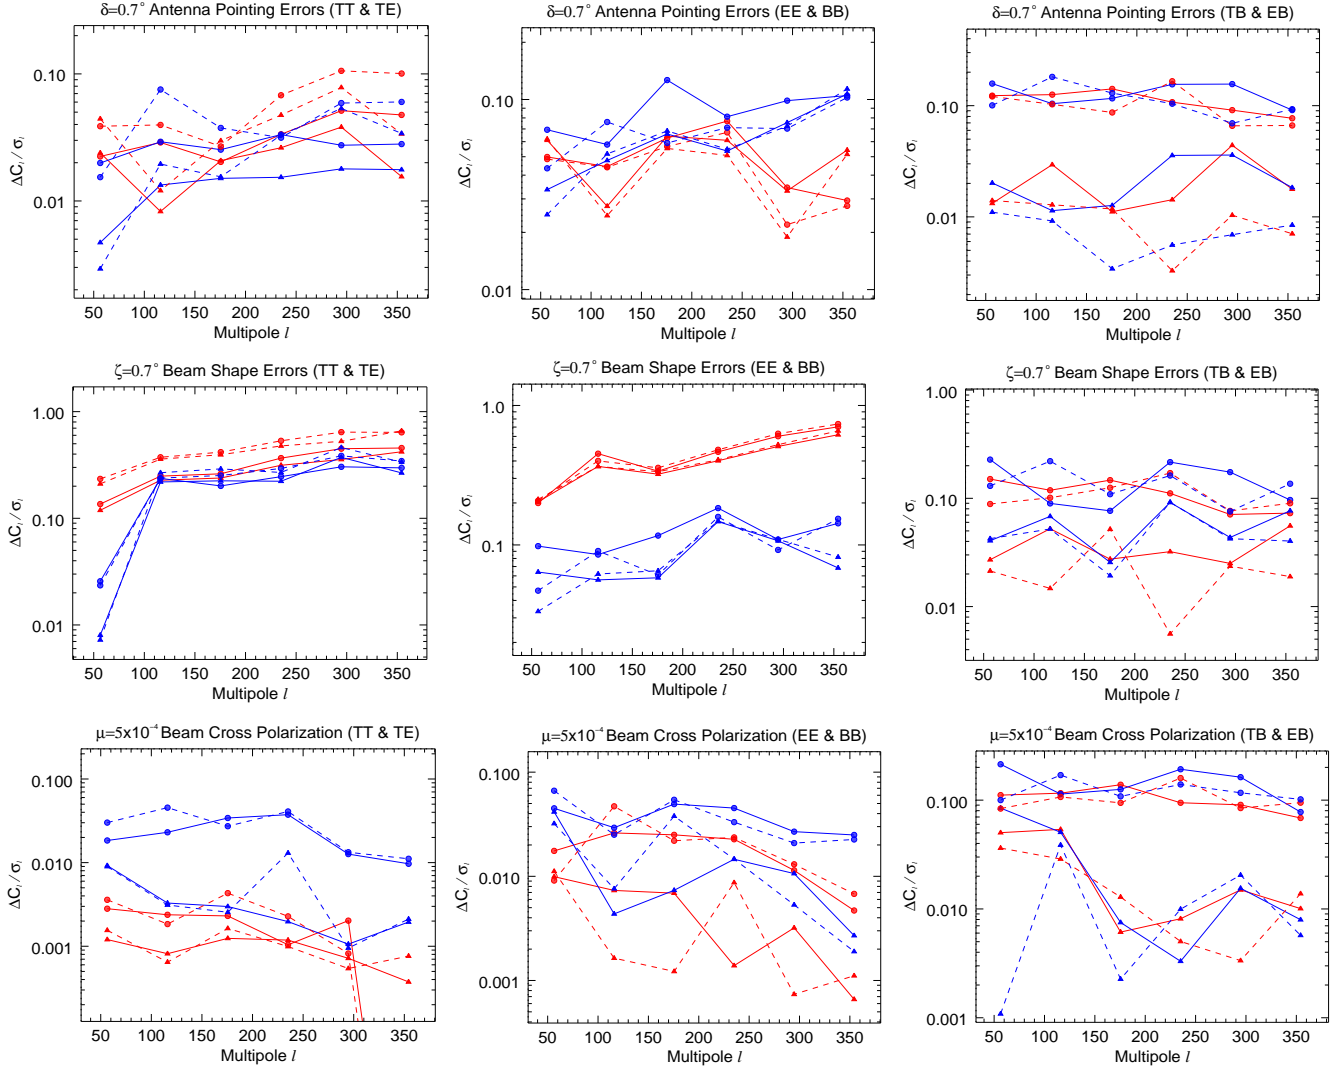 δ=0.7° Antenna Pointing Errors (TT & TE)
0.10
0.01
ΔC_l / σ_l
50 100 150 200 250 300 350
Multipole l
δ=0.7° Antenna Pointing Errors (EE & BB)
0.10
0.01
ΔC_l / σ_l
50 100 150 200 250 300 350
Multipole l
δ=0.7° Antenna Pointing Errors (TB & EB)
0.10
0.01
ΔC_l / σ_l
50 100 150 200 250 300 350
Multipole l
ζ=0.7° Beam Shape Errors (TT & TE)
1.00
0.10
0.01
ΔC_l / σ_l
50 100 150 200 250 300 350
Multipole l
ζ=0.7° Beam Shape Errors (EE & BB)
1.0
0.1
ΔC_l / σ_l
50 100 150 200 250 300 350
Multipole l
ζ=0.7° Beam Shape Errors (TB & EB)
1.00
0.10
0.01
ΔC_l / σ_l
50 100 150 200 250 300 350
Multipole l
μ=5x10⁻⁴ Beam Cross Polarization (TT & TE)
0.100
0.010
0.001
ΔC_l / σ_l
50 100 150 200 250 300 350
Multipole l
μ=5x10⁻⁴ Beam Cross Polarization (EE & BB)
0.100
0.010
0.001
ΔC_l / σ_l
50 100 150 200 250 300 350
Multipole l
μ=5x10⁻⁴ Beam Cross Polarization (TB & EB)
0.100
0.010
0.001
ΔC_l / σ_l
50 100 150 200 250 300 350
Multipole l